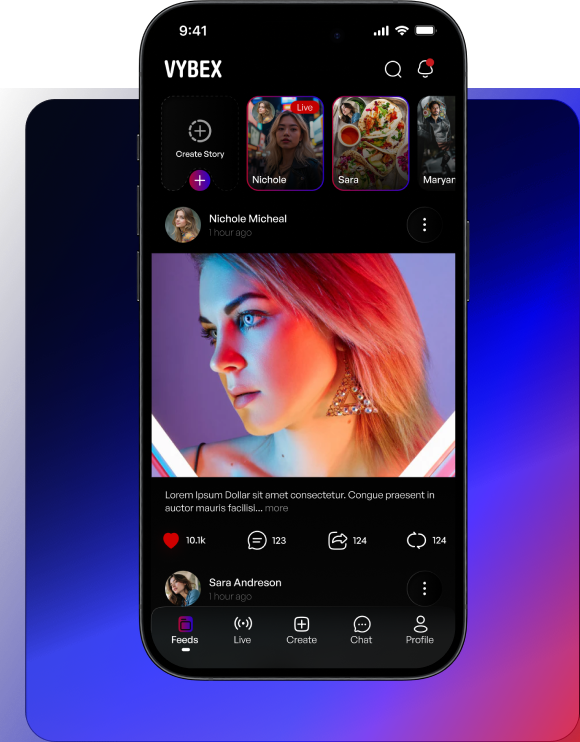 9:41
VYBEX
Live
Create Story
Nichole
Sara
Maryar
Nichole Micheal
1 hour ago
Lorem Ipsum Dollar sit amet consectetur. Congue praesent in
auctor mauris facilisi... more
10.1k
123
124
124
Sara Andreson
1 hour ago
Feeds
Live
Create
Chat
Profile